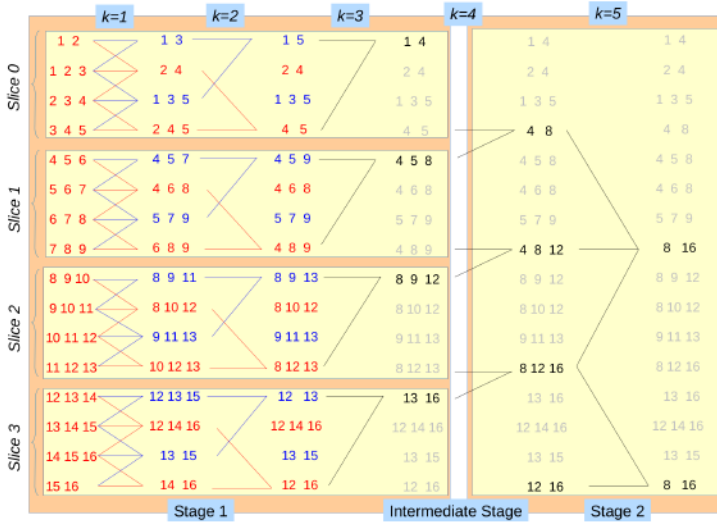 k=1 k=2 k=3 k=4 k=5
Slice 0
1 2 1 3 1 5 1 4 1 4 1 4
1 2 3 2 4 2 4 2 4 2 4 2 4
2 3 4 1 3 5 1 3 5 1 3 5 1 3 5 1 3 5
3 4 5 2 4 5 4 5 4 5 4 8 4 8
Slice 1
4 5 6 4 5 7 4 5 9 4 5 8 4 5 8 4 5 8
5 6 7 4 6 8 4 6 8 4 6 8 4 6 8 4 6 8
6 7 8 5 7 9 5 7 9 5 7 9 5 7 9 5 7 9
7 8 9 6 8 9 4 8 9 4 8 9 4 8 12 8 16
Slice 2
8 9 10 8 9 11 8 9 13 8 9 12 8 9 12 8 9 12
9 10 11 8 10 12 8 10 12 8 10 12 8 10 12 8 10 12
10 11 12 9 11 13 9 11 13 9 11 13 9 11 13 9 11 13
11 12 13 10 12 13 8 12 13 8 12 13 8 12 16 8 12 16
Slice 3
12 13 14 12 13 15 12 13 13 16 13 16 13 16
13 14 15 12 14 16 12 14 16 12 14 16 12 14 16 12 14 16
14 15 16 13 15 13 15 13 15 13 15 13 15
15 16 14 16 12 16 12 16 12 16 8 16
Stage 1 Intermediate Stage Stage 2